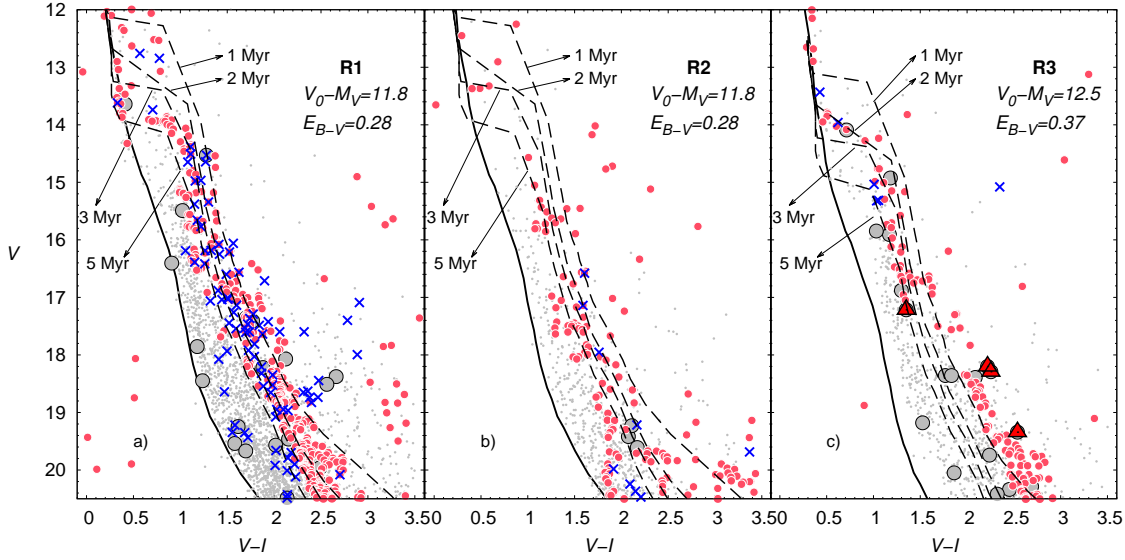 12
13
14
15
16
17
18
19
20
V
1 Myr
2 Myr
R1
V0−MV=11.8
EB−V=0.28
3 Myr
5 Myr
a)
0 0.5 1 1.5 2 2.5 3 3.5
V−I
1 Myr
2 Myr
R2
V0−MV=11.8
EB−V=0.28
3 Myr
5 Myr
b)
0 0.5 1 1.5 2 2.5 3 3.5
V−I
1 Myr
2 Myr
R3
V0−MV=12.5
EB−V=0.37
3 Myr
5 Myr
c)
0 0.5 1 1.5 2 2.5 3 3.5
V−I